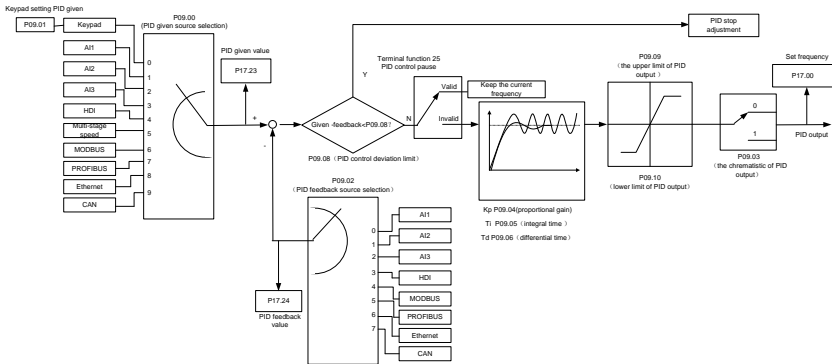 Keypad setting PID given
P09.01
Keypad
AI1
AI2
AI3
HDI
Multi-stage
speed
MODBUS
PROFIBUS
Ethernet
CAN
P09.00
(PID given source selection)
0
1
2
3
4
5
6
7
8
9
PID given value
P17.23
+
-
Given -feedback<P09.08?
Y
N
P09.08 (PID control deviation limit)
PID stop
adjustment
Terminal function 25
PID control pause
Valid
Invalid
Keep the current
frequency
Kp P09.04(proportional gain)
Ti P09.05 (integral time )
Td P09.06 (differential time)
P09.09
(the upper limit of PID
output )
P09.10
(lower limit of PID output)
Set frequency
P17.00
0
1
PID output
P09.03
(the chrematistic of PID
output)
P09.02
(PID feedback source selection)
0
1
2
3
4
5
6
7
AI1
AI2
AI3
HDI
MODBUS
PROFIBUS
Ethernet
CAN
P17.24
PID feedback
value